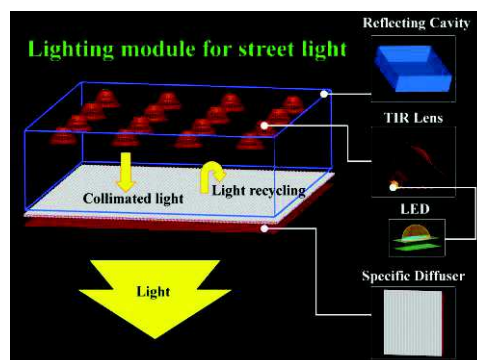 Reflecting Cavity
Lighting module for street light
TIR Lens
Collimated light
Light recycling
LED
Specific Diffuser
Light